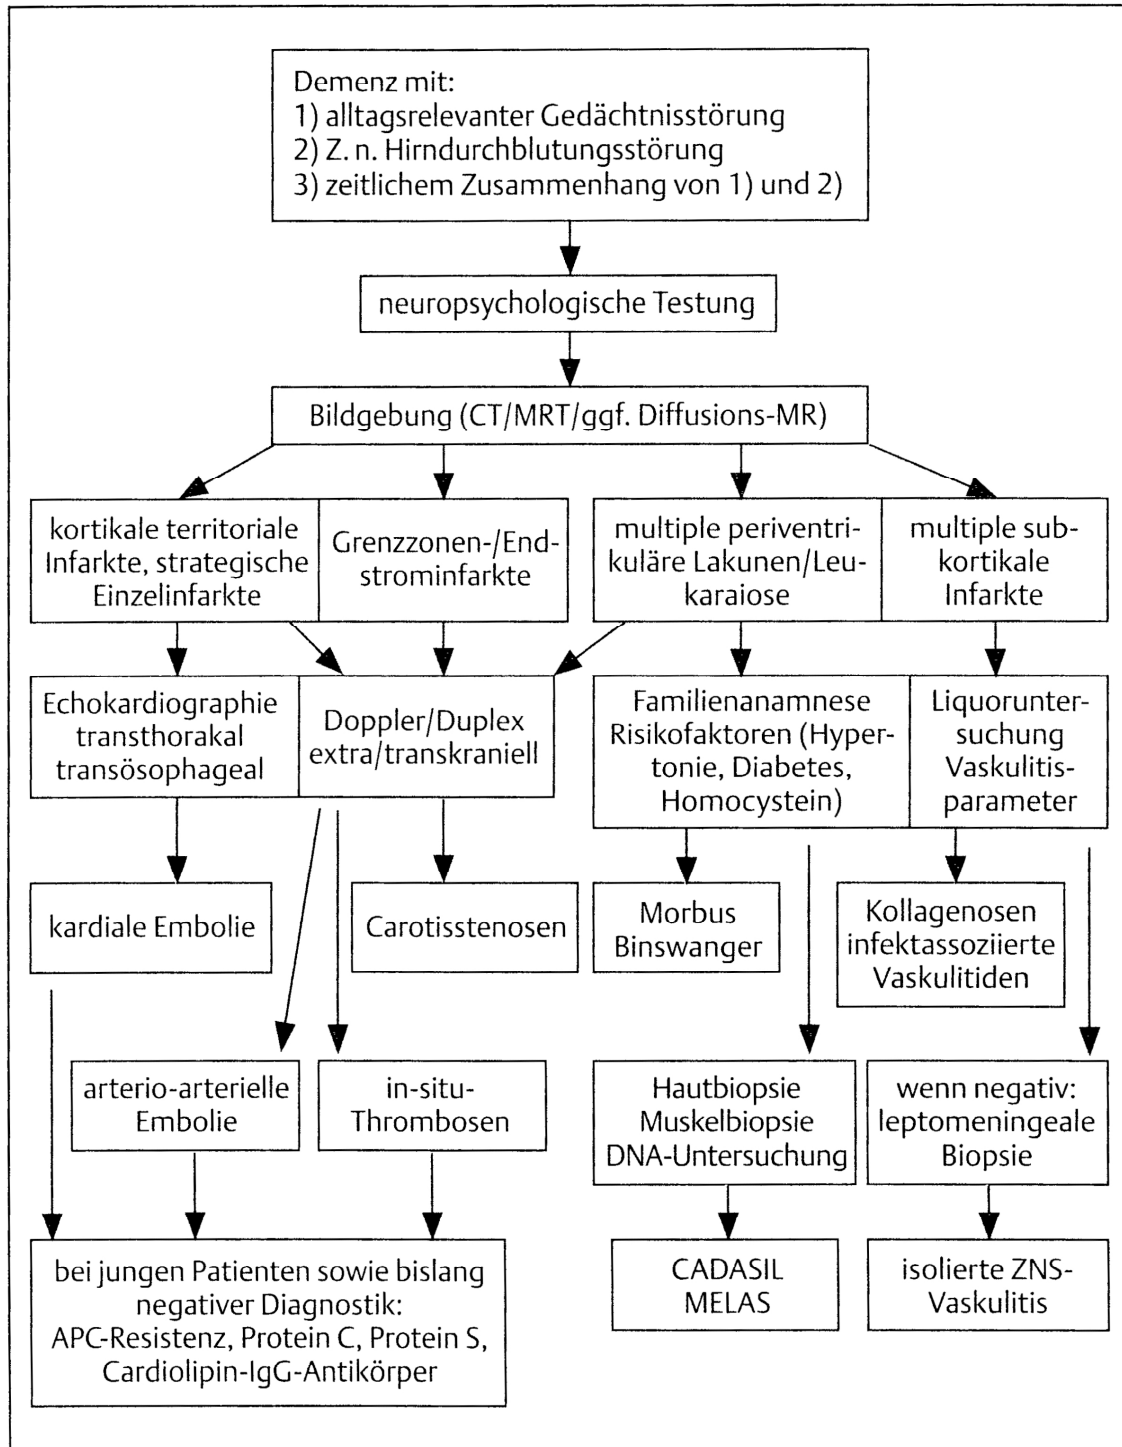 Demenz mit:
1) alltagsrelevanter Gedächtnisstörung
2) Z. n. Hirndurchblutungsstörung
3) zeitlichem Zusammenhang von 1) und 2)
neuropsychologische Testung
Bildgebung (CT/MRT/ggf. Diffusions-MR)
kortikale territoriale
Infarkte, strategische
Einzelinfarkte
Grenzzonen-/End-
strominfarkte
multiple periventri-
kuläre Lakunen/Leu-
karaiose
multiple sub-
kortikale
Infarkte
Echokardiographie
transthorakal
transösophageal
Doppler/Duplex
extra/transkraniell
Familienanamnese
Risikofaktoren (Hyper-
tonie, Diabetes,
Homocystein)
Liquorunter-
suchung
Vaskulitis-
parameter
kardiale Embolie
Carotisstenosen
Morbus
Binswanger
Kollagenosen
infektassoziierte
Vaskulitiden
arterio-arterielle
Embolie
in-situ-
Thrombosen
Hautbiopsie
Muskelbiopsie
DNA-Untersuchung
wenn negativ:
leptomeningeale
Biopsie
bei jungen Patienten sowie bislang
negativer Diagnostik:
APC-Resistenz, Protein C, Protein S,
Cardiolipin-IgG-Antikörper
CADASIL
MELAS
isolierte ZNS-
Vaskulitis